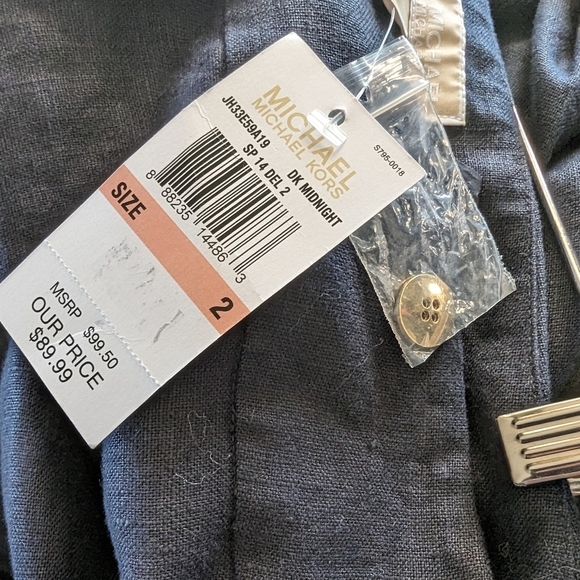 MICHAEL
MICHAEL KORS
JH33E59A19 DK MIDNIGHT
SP 14 DEL 2
8 88235 14486 3
SIZE 2
MSRP $99.50
OUR PRICE
$89.99
S795-0018
MICHAEL